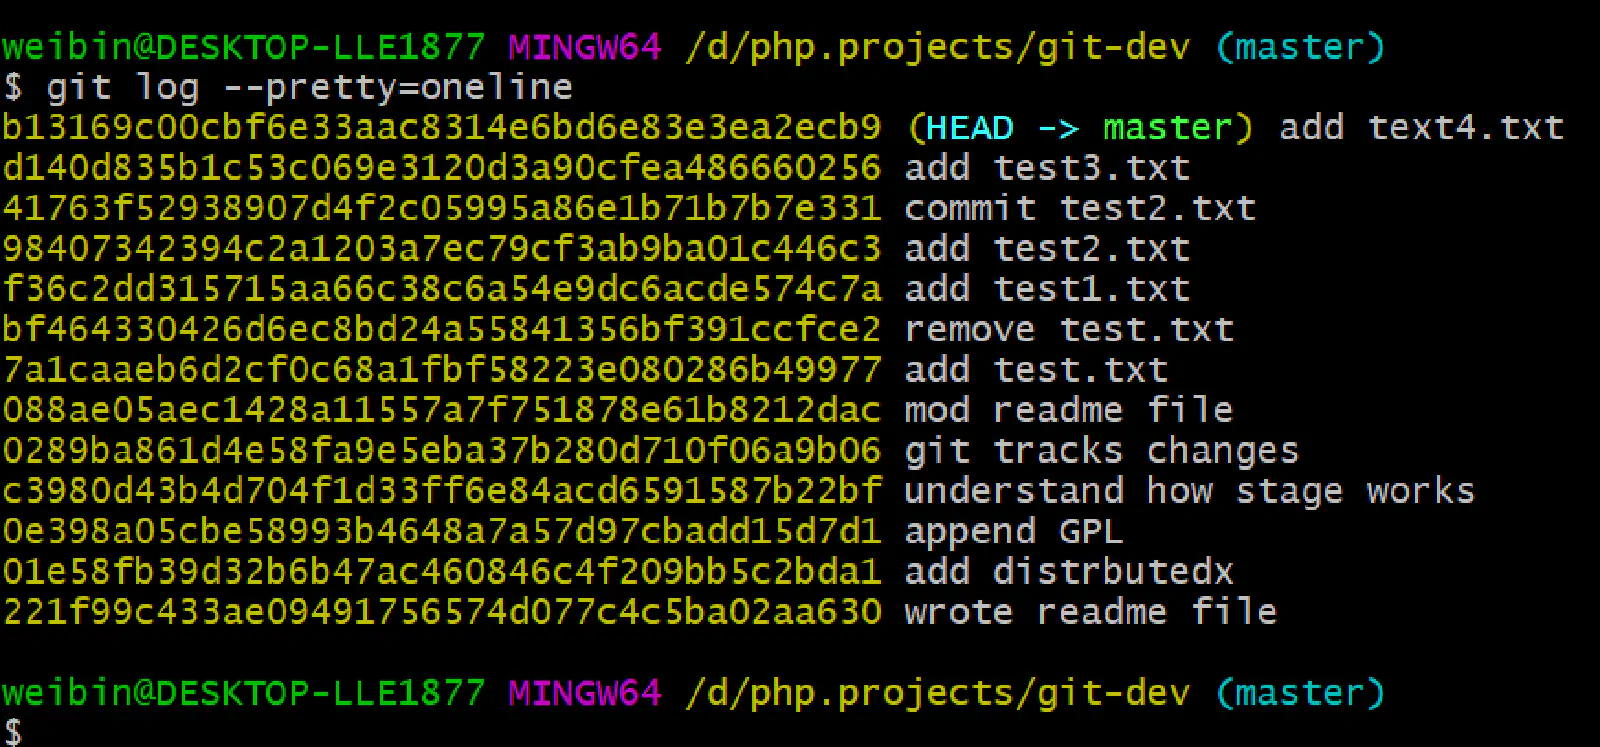 weibin@DESKTOP-LLE1877 MINGW64 /d/php.projects/git-dev (master)
$ git log --pretty=oneline
b13169c00cbf6e33aac8314e6bd6e83e3ea2ecb9 (HEAD -> master) add text4.txt
d140d835b1c53c069e3120d3a90cfea486660256 add test3.txt
41763f52938907d4f2c05995a86e1b71b7b7e331 commit test2.txt
98407342394c2a1203a7ec79cf3ab9ba01c446c3 add test2.txt
f36c2dd315715aa66c38c6a54e9dc6acde574c7a add test1.txt
bf464330426d6ec8bd24a55841356bf391ccfce2 remove test.txt
7a1caaeb6d2cf0c68a1fbf58223e080286b49977 add test.txt
088ae05aec1428a11557a7f751878e61b8212dac mod readme file
0289ba861d4e58fa9e5eba37b280d710f06a9b06 git tracks changes
c3980d43b4d704f1d33ff6e84acd6591587b22bf understand how stage works
0e398a05cbe58993b4648a7a57d97cbadd15d7d1 append GPL
01e58fb39d32b6b47ac460846c4f209bb5c2bda1 add distrbutedx
221f99c433ae09491756574d077c4c5ba02aa630 wrote readme file
weibin@DESKTOP-LLE1877 MINGW64 /d/php.projects/git-dev (master)
$